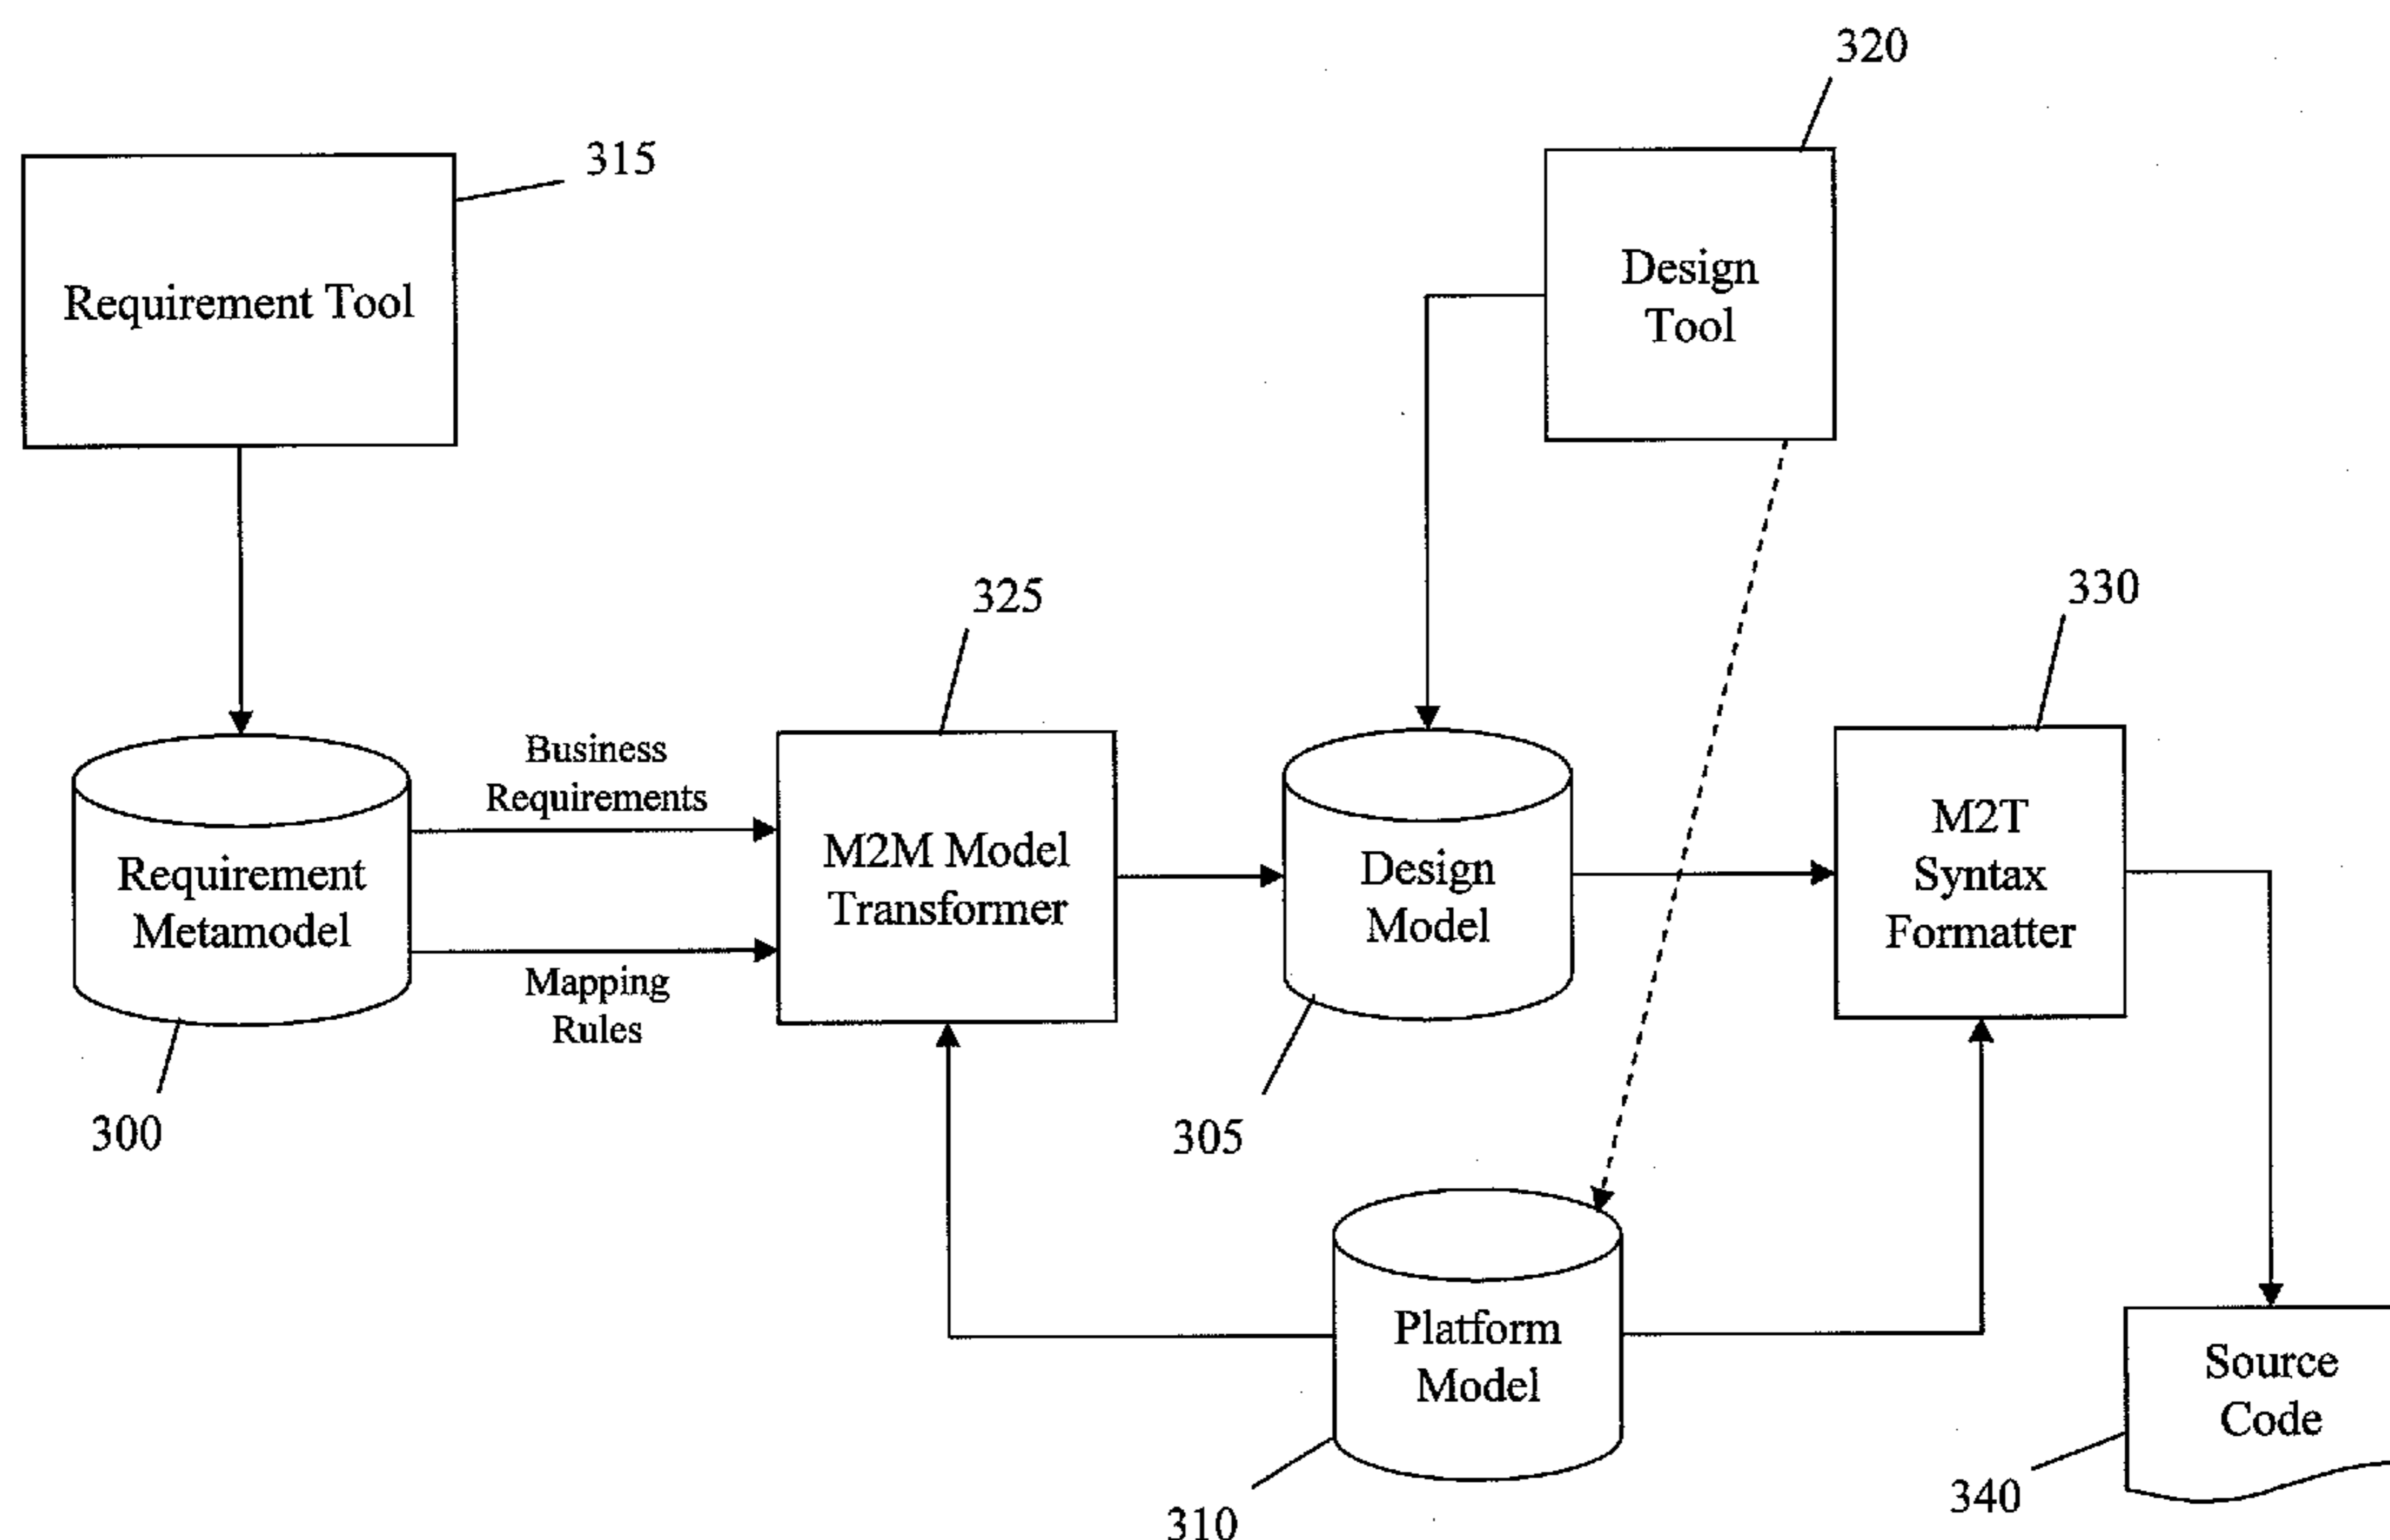 320
315
Requirement Tool
Design
Tool
325
330
Business
Requirements
M2M Model
Transformer
Requirement
Metamodel
Mapping
Rules
Design
Model
M2T
Syntax
Formatter
300
305
Platform
Model
Source
Code
310
340